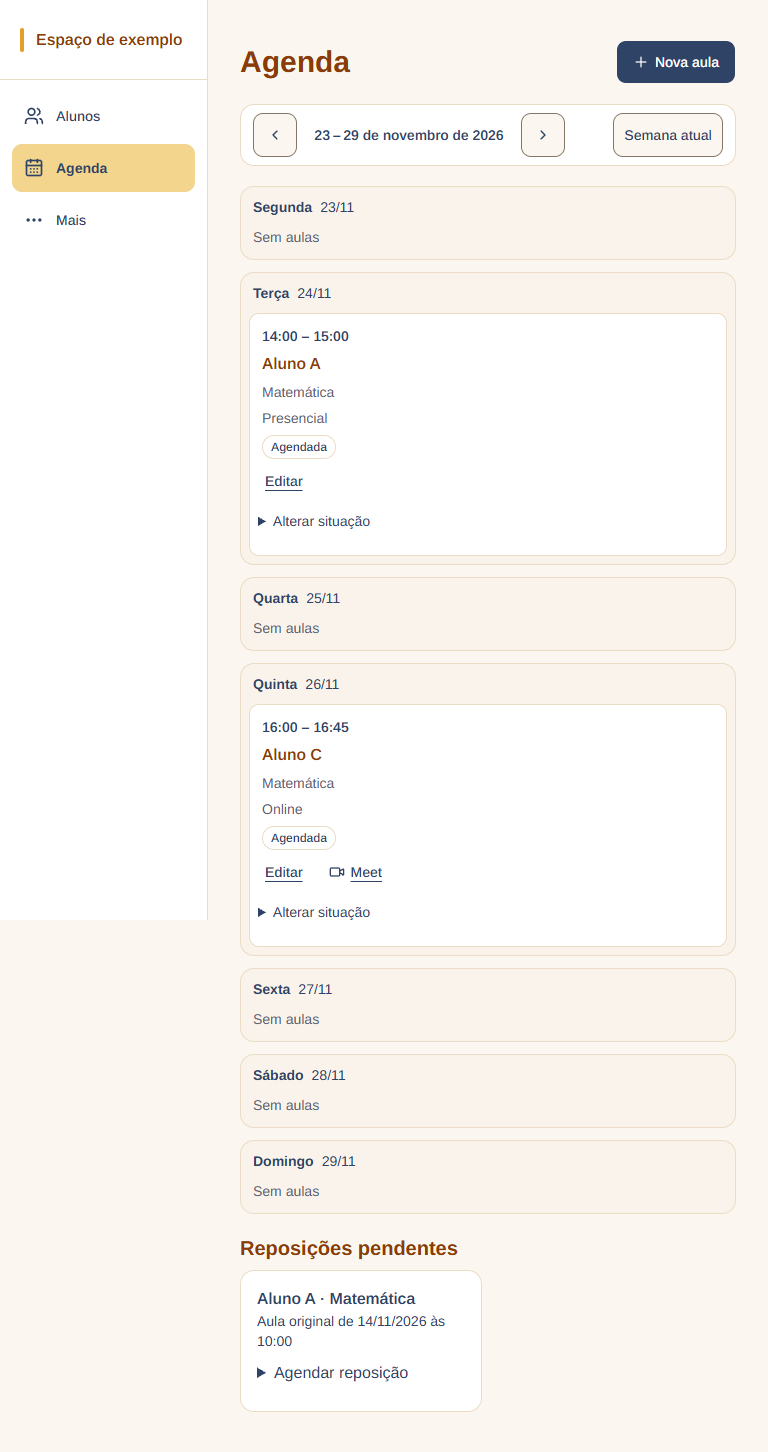 Espaço de exemplo
Alunos
Agenda
Mais
Agenda
Nova aula
23 – 29 de novembro de 2026
Semana atual
Segunda 23/11
Sem aulas
Terça 24/11
14:00 – 15:00
Aluno A
Matemática
Presencial
Agendada
Editar
Alterar situação
Quarta 25/11
Sem aulas
Quinta 26/11
16:00 – 16:45
Aluno C
Matemática
Online
Agendada
Editar Meet
Alterar situação
Sexta 27/11
Sem aulas
Sábado 28/11
Sem aulas
Domingo 29/11
Sem aulas
Reposições pendentes
Aluno A · Matemática
Aula original de 14/11/2026 às
10:00
Agendar reposição